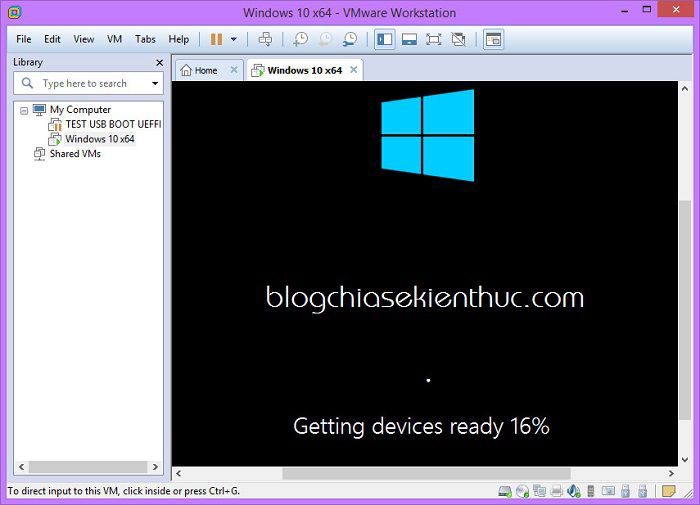 Windows 10 x64 - VMware Workstation
File Edit View VM Tabs Help
Library
Type here to search
My Computer
TEST USB BOOT UEFFI
Windows 10 x64
Shared VMs
Home
Windows 10 x64
blogchiasekienthuc.com
Getting devices ready 16%
To direct input to this VM, click inside or press Ctrl+G.